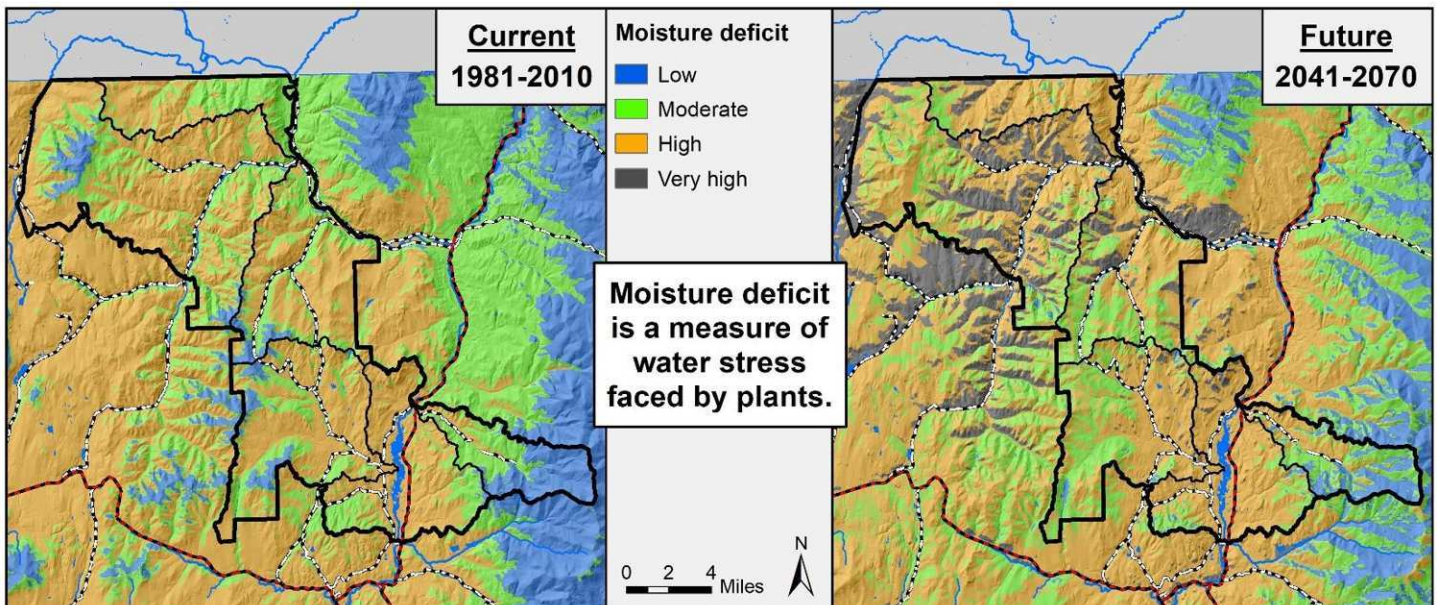 Current
1981-2010
Moisture deficit
Low
Moderate
High
Very high
Future
2041-2070
Moisture deficit
is a measure of
water stress
faced by plants.
N
0 2 4 Miles